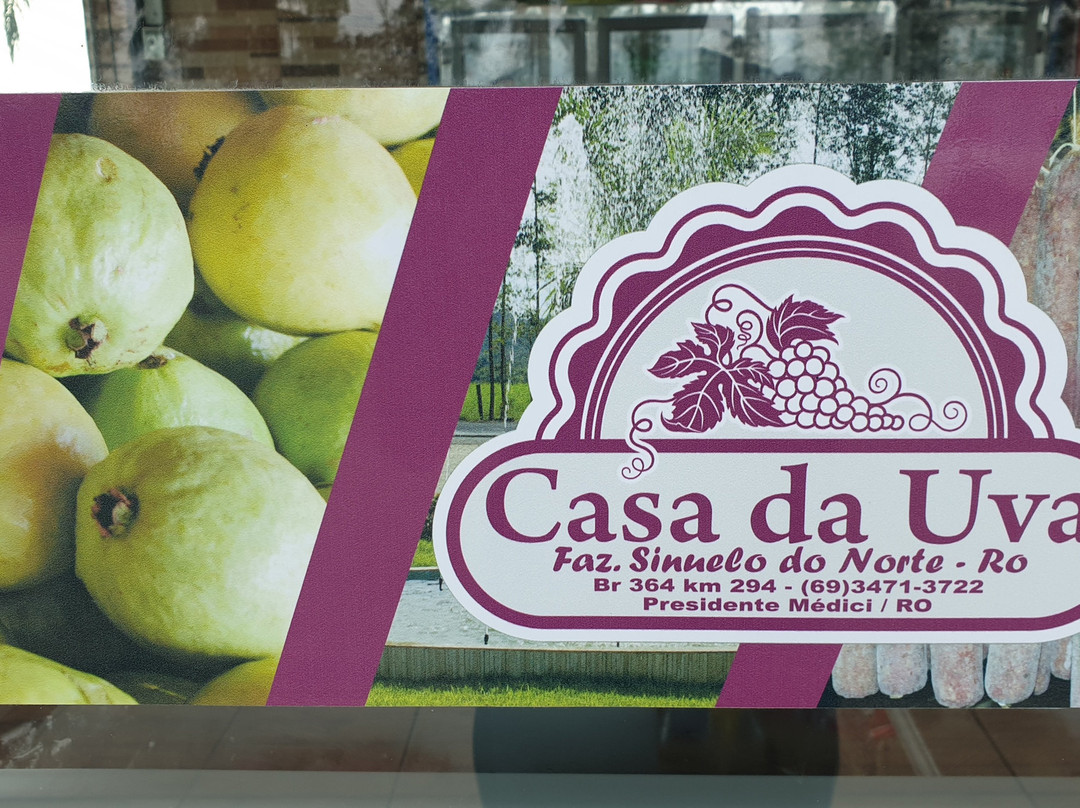 Casa da Uva
Faz. Sinuelo do Norte - Ro
Br 364 km 294 - (69)3471-3722
Presidente Médici / RO